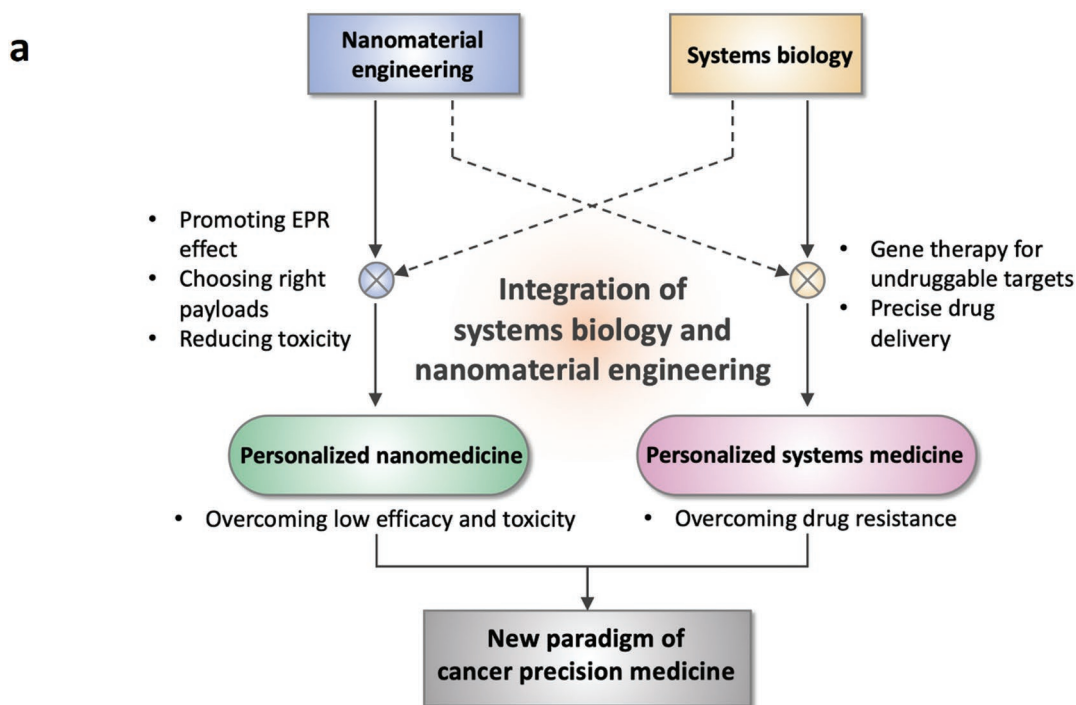 a
Nanomaterial
engineering
Systems biology
• Promoting EPR
effect
• Choosing right
payloads
• Reducing toxicity
• Gene therapy for
undruggable targets
• Precise drug
delivery
Integration of
systems biology and
nanomaterial engineering
Personalized nanomedicine
Personalized systems medicine
• Overcoming low efficacy and toxicity
• Overcoming drug resistance
New paradigm of
cancer precision medicine